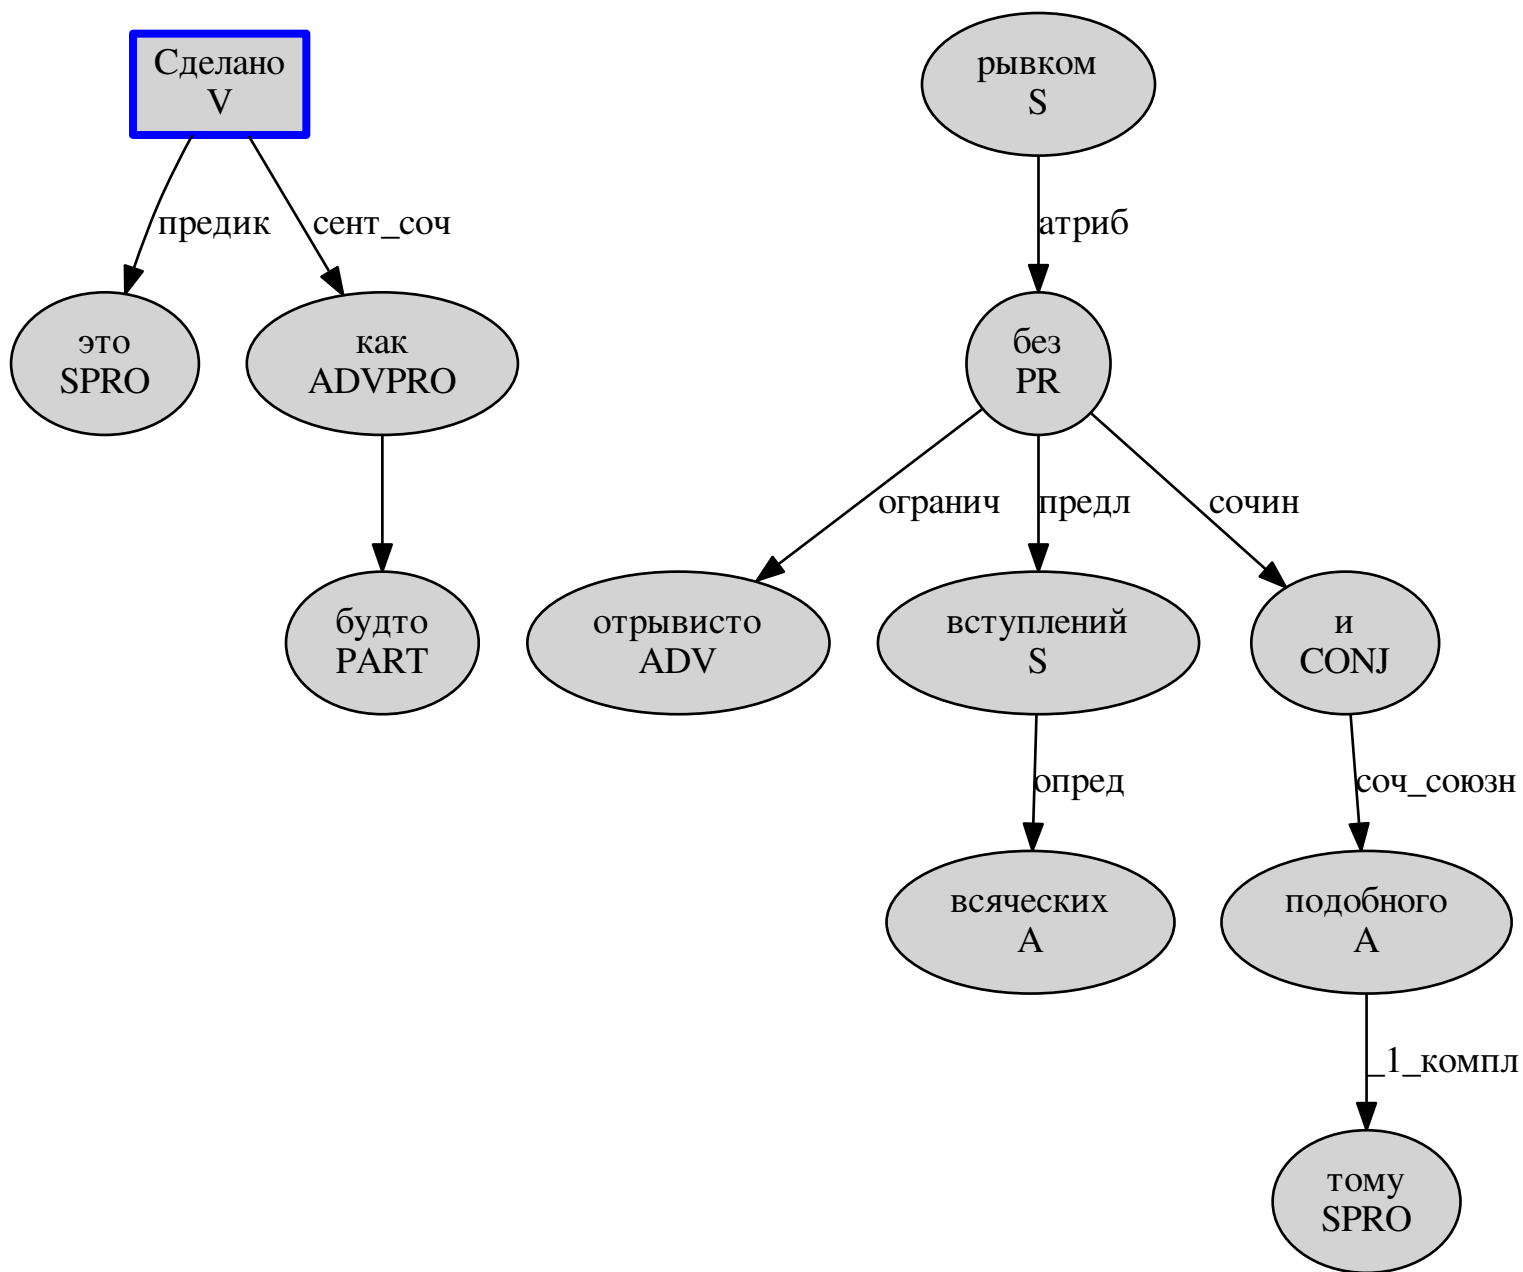 Сделано
V
рывком
S
предик
сент_соч
атриб
это
SPRO
как
ADVPRO
без
PR
огранич
предл
сочин
будто
PART
отрывисто
ADV
вступлений
S
и
CONJ
опред
соч_союзн
всяческих
A
подобного
A
_1_компл
тому
SPRO